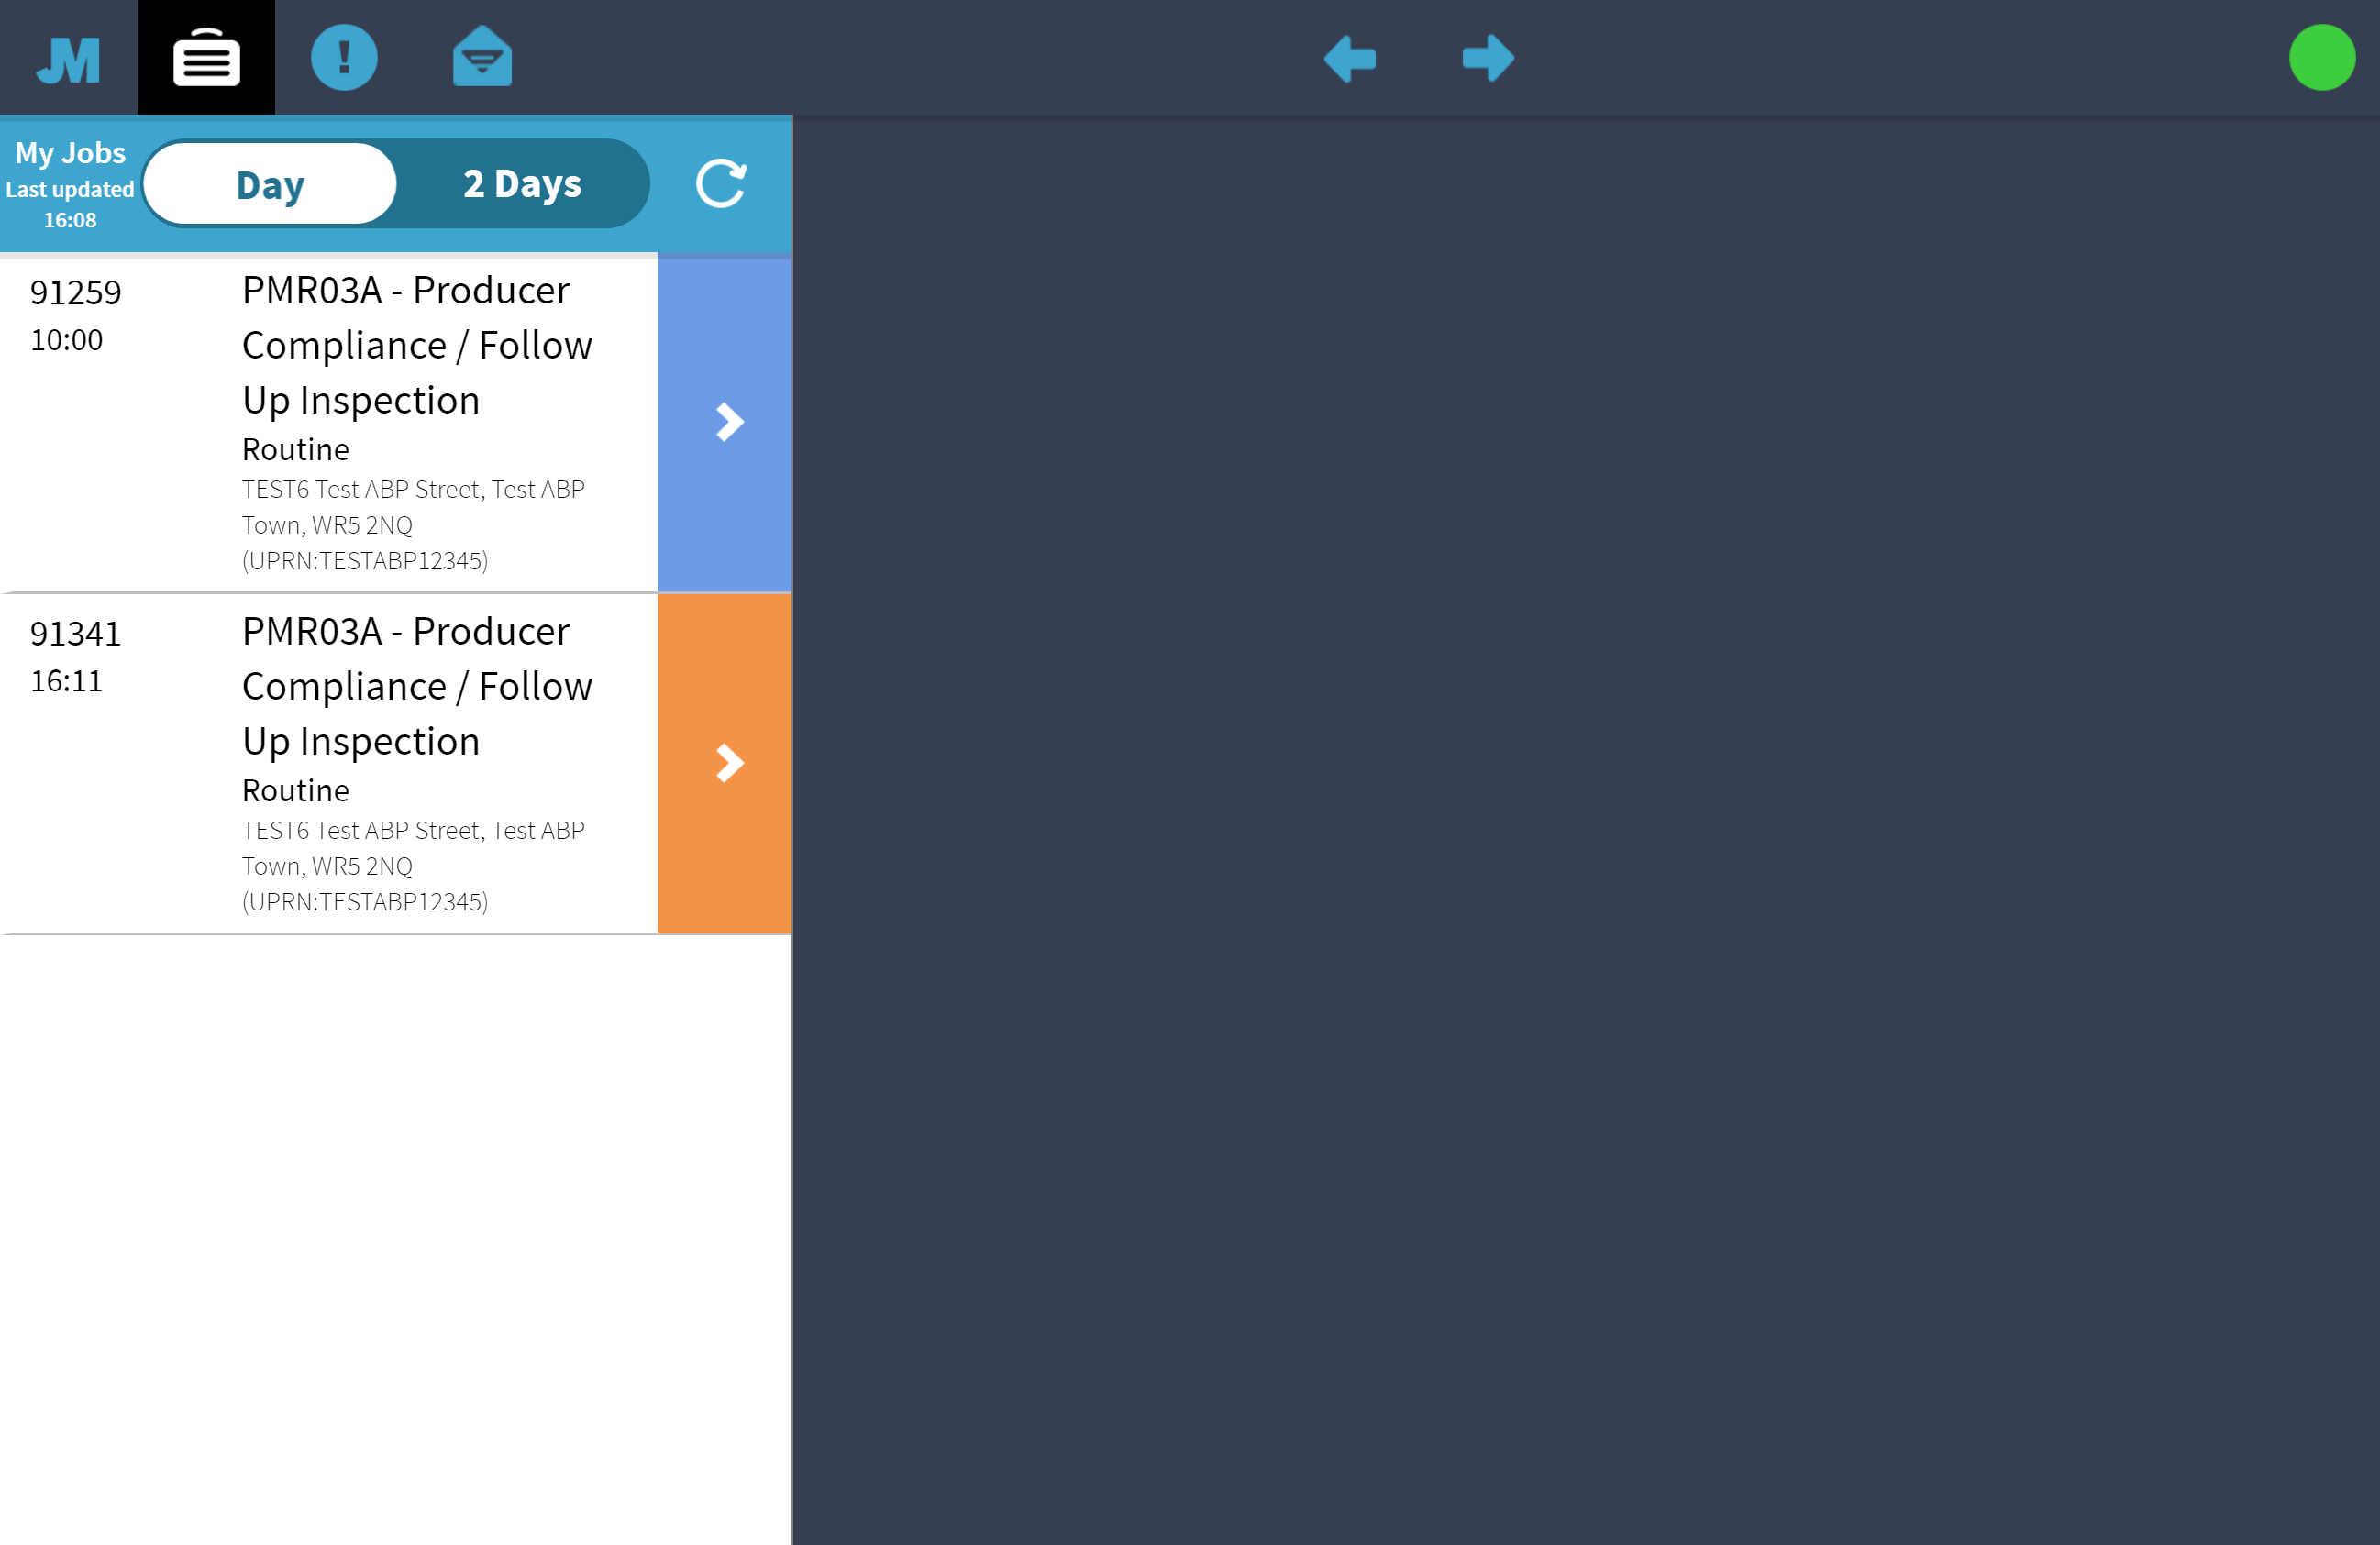 JM
My Jobs
Last updated
16:08
Day
2 Days
91259
10:00
PMR03A - Producer
Compliance / Follow
Up Inspection
Routine
TEST6 Test ABP Street, Test ABP
Town, WR5 2NQ
(UPRN:TESTABP12345)
91341
16:11
PMR03A - Producer
Compliance / Follow
Up Inspection
Routine
TEST6 Test ABP Street, Test ABP
Town, WR5 2NQ
(UPRN:TESTABP12345)